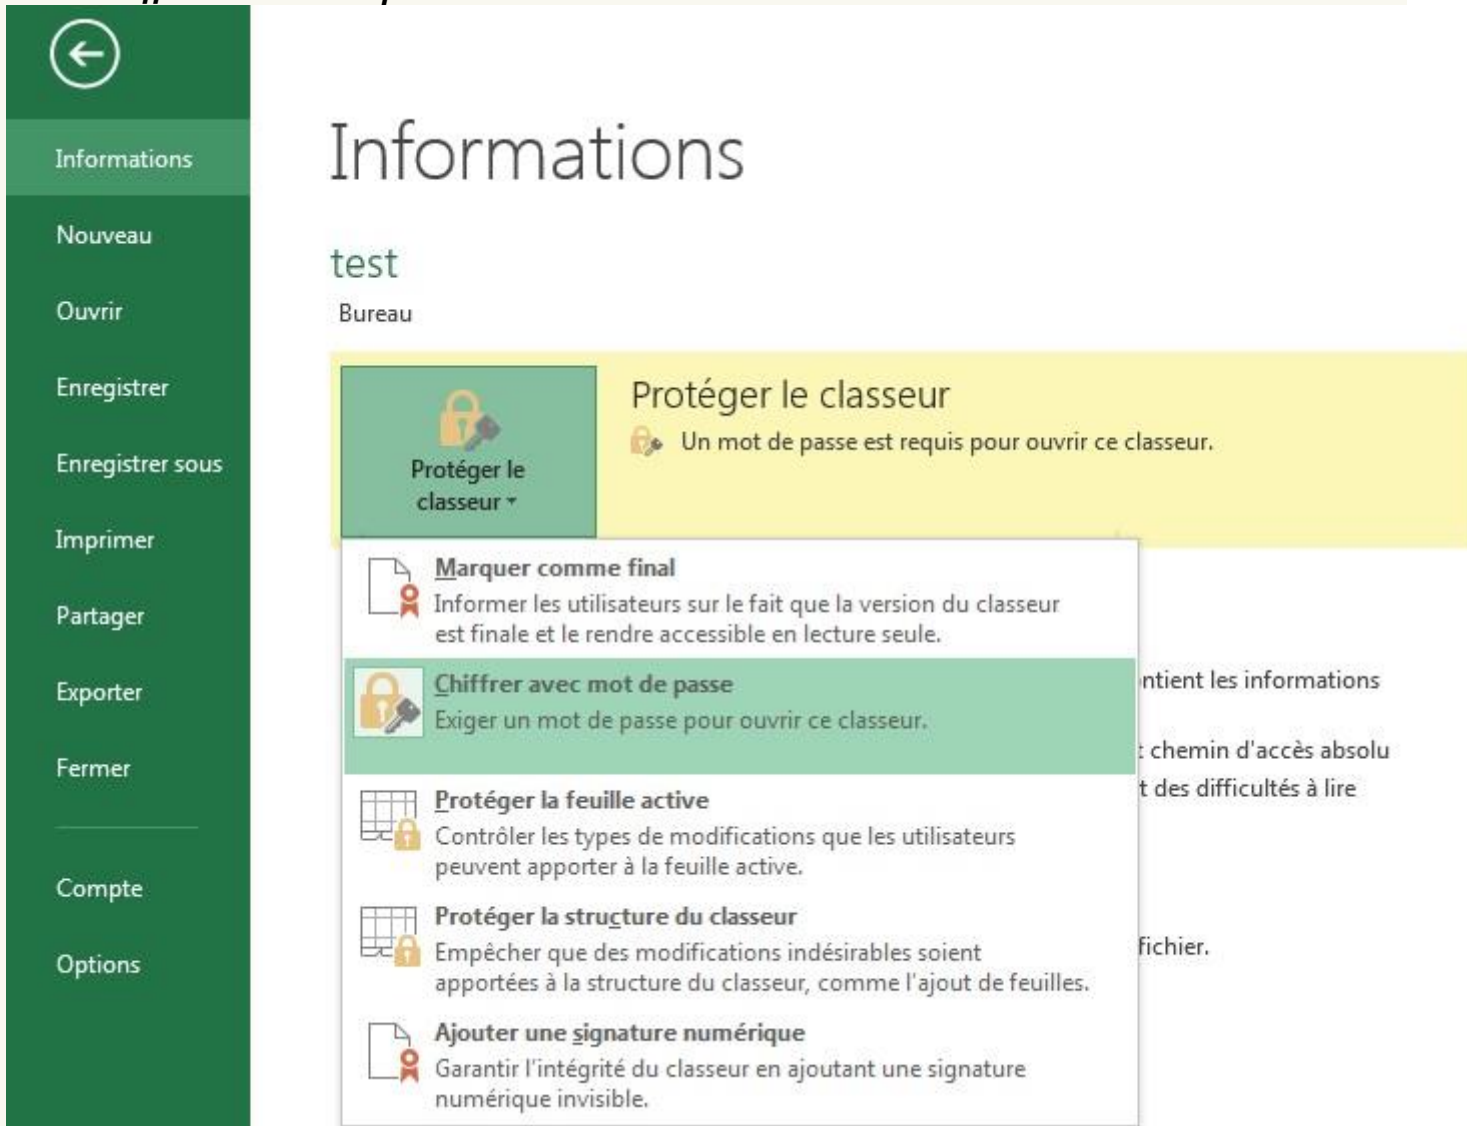 Informations
Nouveau
Ouvrir
Enregistrer
Enregistrer sous
Imprimer
Partager
Exporter
Fermer
Compte
Options
Informations
test
Bureau
Protéger le
classeur
Protéger le classeur
Un mot de passe est requis pour ouvrir ce classeur.
Marquer comme final
Informer les utilisateurs sur le fait que la version du classeur
est finale et le rendre accessible en lecture seule.
Chiffrer avec mot de passe
Exiger un mot de passe pour ouvrir ce classeur.
Protéger la feuille active
Contrôler les types de modifications que les utilisateurs
peuvent apporter à la feuille active.
Protéger la structure du classeur
Empêcher que des modifications indésirables soient
apportées à la structure du classeur, comme l'ajout de feuilles.
Ajouter une signature numérique
Garantir l'intégrité du classeur en ajoutant une signature
numérique invisible.
ntient les informations
chemin d'accès absolu
t des difficultés à lire
fichier.